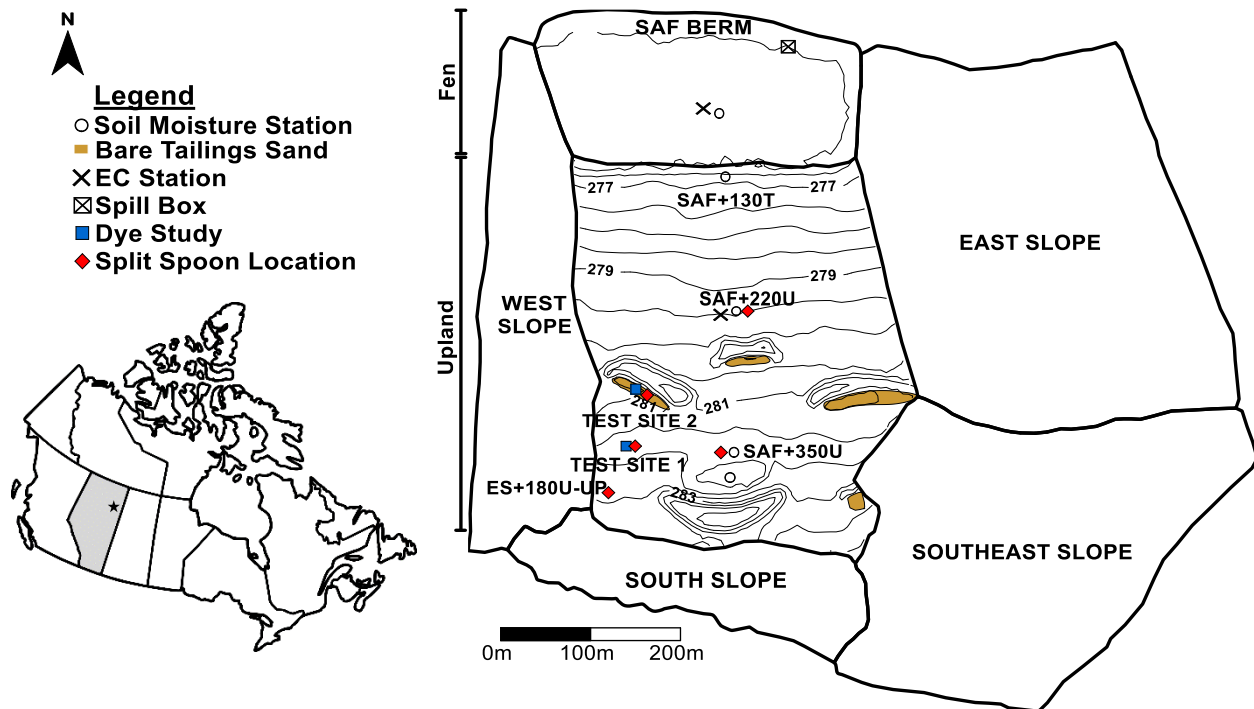 N
Legend
Soil Moisture Station
Bare Tailings Sand
EC Station
Spill Box
Dye Study
Split Spoon Location
Fen
Upland
SAF BERM
277
277
SAF+130T
279
279
EAST SLOPE
WEST
SLOPE
SAF+220U
281
281
TEST SITE 2
TEST SITE 1
SAF+350U
ES+180U-UP
283
SOUTHEAST SLOPE
SOUTH SLOPE
0m
100m
200m